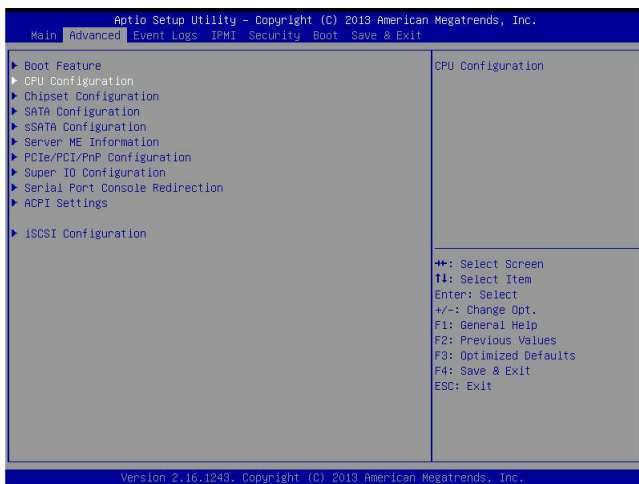 Aptio Setup Utility – Copyright (C) 2013 American Megatrends, Inc.
Main Advanced Event Logs IPMI Security Boot Save & Exit
Boot Feature
CPU Configuration
Chipset Configuration
SATA Configuration
sSATA Configuration
Server ME Information
PCIe/PCI/PnP Configuration
Super IO Configuration
Serial Port Console Redirection
ACPI Settings
iSCSI Configuration
CPU Configuration
→←: Select Screen
↑↓: Select Item
Enter: Select
+/-: Change Opt.
F1: General Help
F2: Previous Values
F3: Optimized Defaults
F4: Save & Exit
ESC: Exit
Version 2.16.1243. Copyright (C) 2013 American Megatrends, Inc.